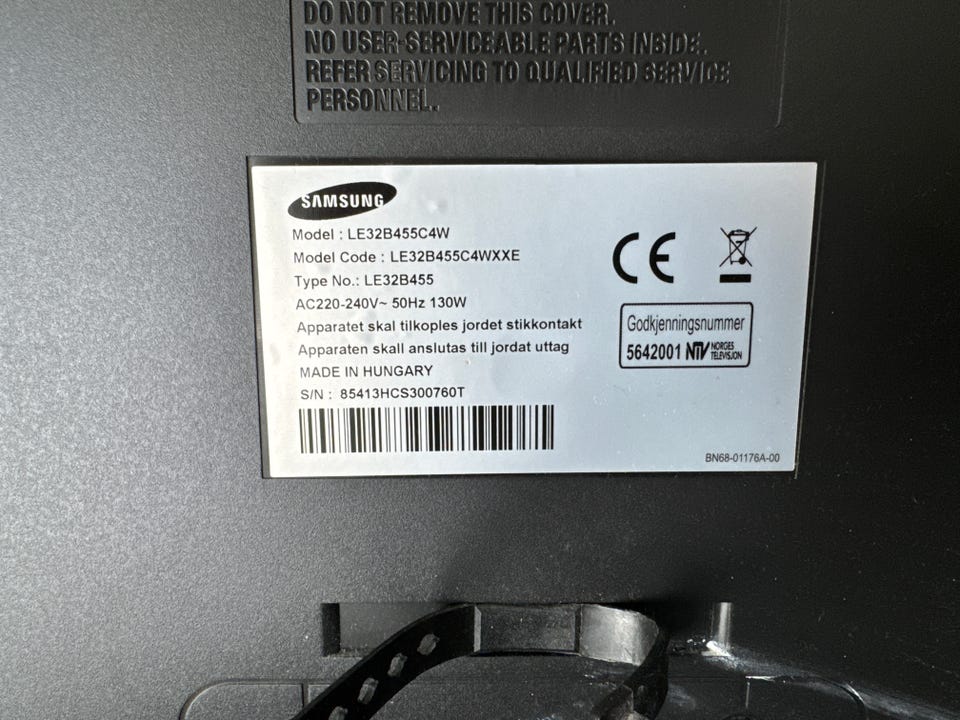 DO NOT REMOVE THIS COVER.
NO USER-SERVICEABLE PARTS INSIDE.
REFER SERVICING TO QUALIFIED SERVICE
PERSONNEL.
SAMSUNG
Model : LE32B455C4W
Model Code : LE32B455C4WXXE
Type No.: LE32B455
AC220-240V~ 50Hz 130W
Apparatet skal tilkoples jordet stikkontakt
Apparaten skall anslutas till jordat uttag
MADE IN HUNGARY
S/N : 85413HCS300760T
CE
Godkjenningsnummer
5642001 NTV NORGES TELEVISJON
BN68-01176A-00